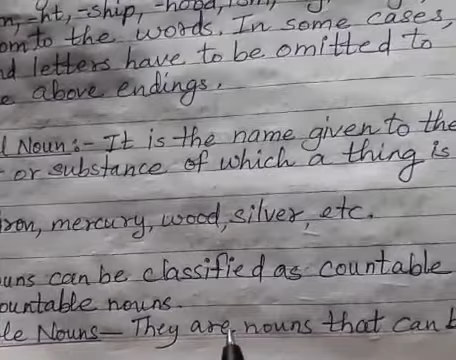 -ht, -ship, -hood,
to the words. In some cases,
letters have to be omitted to
above endings.
Noun:- It is the name given to the
or substance of which a thing is
iron, mercury, wood, silver, etc.
can be classified as countable
nouns.
Nouns- They are nouns that can